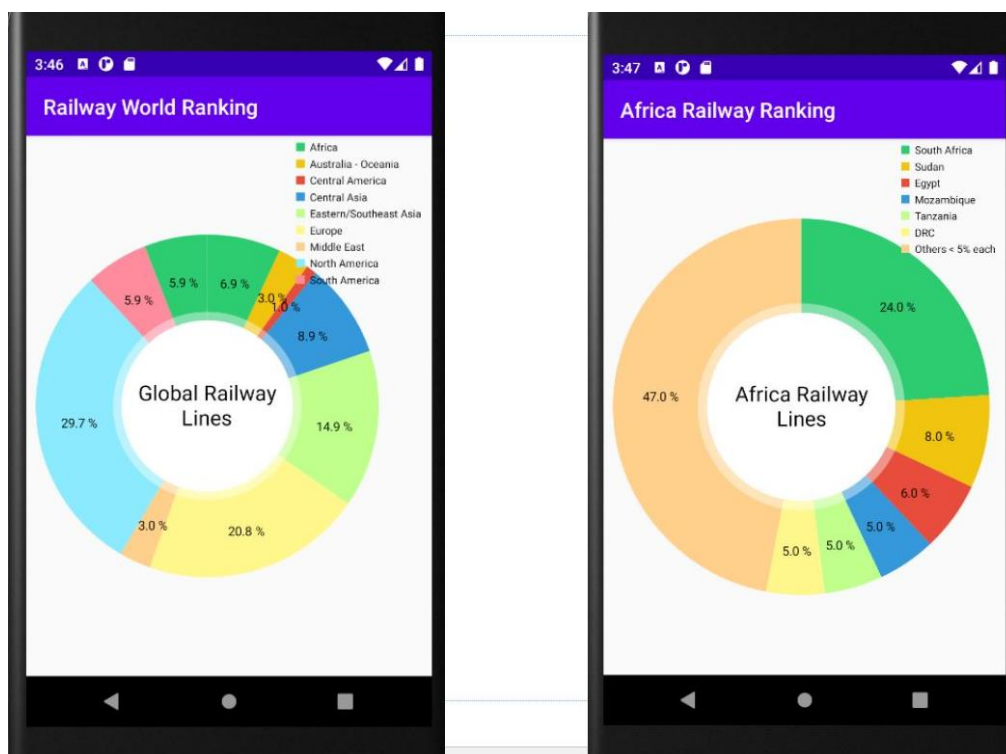 3:46
Railway World Ranking
Africa
Australia - Oceania
Central America
Central Asia
Eastern/Southeast Asia
Europe
Middle East
North America
South America
5.9 %
6.9 %
3.0 %
1.0 %
5.9 %
8.9 %
29.7 %
14.9 %
3.0 %
20.8 %
Global Railway
Lines
3:47
Africa Railway Ranking
South Africa
Sudan
Egypt
Mozambique
Tanzania
DRC
Others < 5% each
24.0 %
47.0 %
8.0 %
6.0 %
5.0 %
5.0 %
5.0 %
Africa Railway
Lines